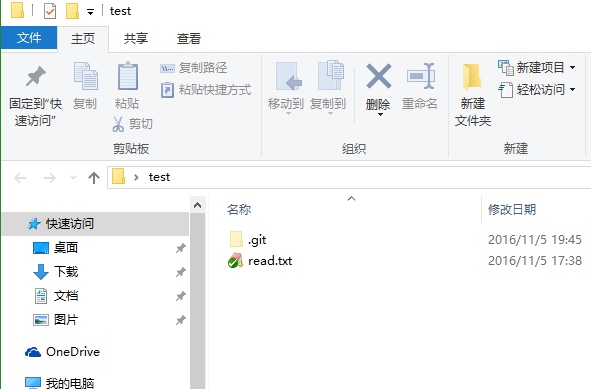 test
文件 主页 共享 查看
固定到"快速访问"
复制
粘贴
复制路径
粘贴快捷方式
剪切
移动到
复制到
删除
重命名
新建文件夹
新建项目
轻松访问
剪贴板 组织 新建
test
快速访问
桌面
下载
文档
图片
OneDrive
我的电脑
名称 修改日期
.git 2016/11/5 19:45
read.txt 2016/11/5 17:38